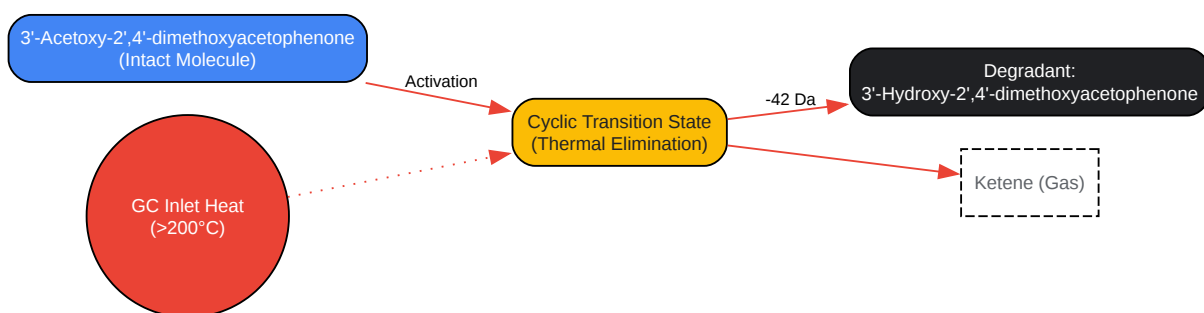 3'-Acetoxy-2',4'-dimethoxyacetophenone
(Intact Molecule)
Activation
GC Inlet Heat
(>200°C)
Cyclic Transition State
(Thermal Elimination)
-42 Da
Degradant:
3'-Hydroxy-2',4'-dimethoxyacetophenone
Ketene (Gas)